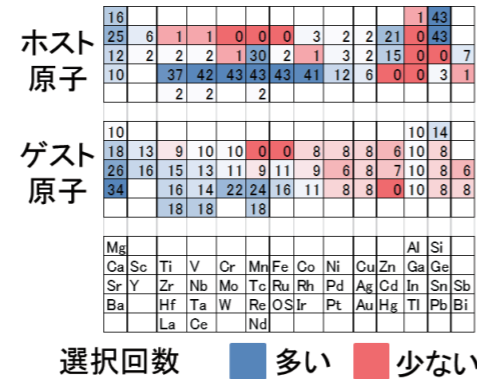 16 1 43
ホスト 25 6 1 1 0 0 0 3 2 2 21 0 43
12 2 2 2 1 30 2 1 3 2 15 0 0 7
原子 10 37 42 43 43 43 41 12 6 0 0 3 1
2 2 2
10 10 14
ゲスト 18 13 9 10 10 0 0 8 8 8 6 10 8
26 16 15 13 11 9 11 9 6 8 7 10 8 6
原子 34 16 14 22 24 16 11 8 8 0 10 8 8
18 18 18
Mg Al Si
Ca Sc Ti V Cr Mn Fe Co Ni Cu Zn Ga Ge
Sr Y Zr Nb Mo Tc Ru Rh Pd Ag Cd In Sn Sb
Ba Hf Ta W Re OS Ir Pt Au Hg Tl Pb Bi
La Ce Nd
選択回数 多い 少ない